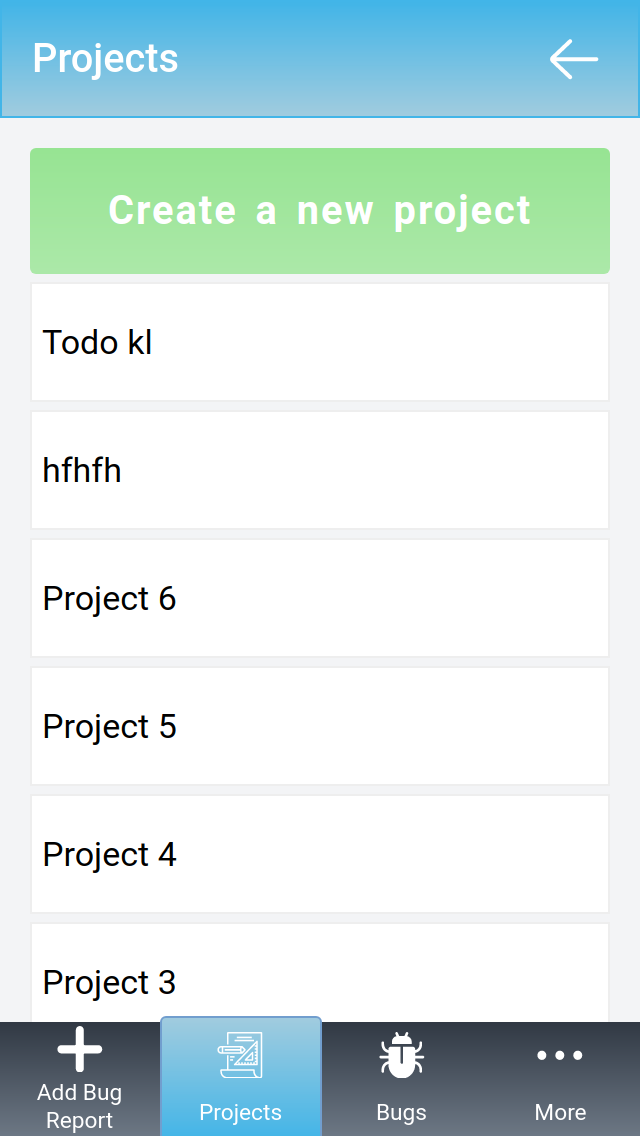 Projects
Create a new project
Todo kl
hfhfh
Project 6
Project 5
Project 4
Project 3
Add Bug
Report
Projects
Bugs
More